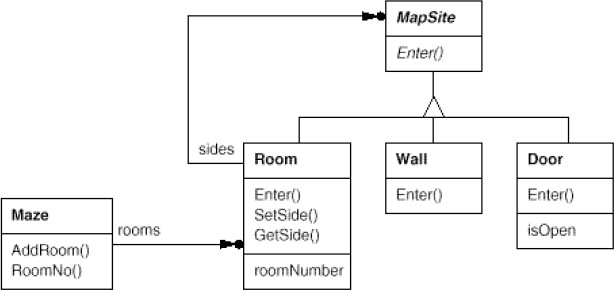 MapSite
Enter()
sides
Room
Enter()
SetSide()
GetSide()
roomNumber
Wall
Enter()
Door
Enter()
isOpen
Maze
AddRoom()
RoomNo()
rooms